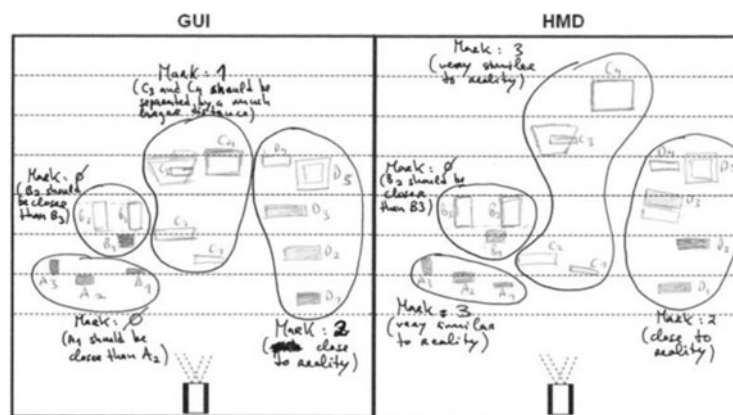 GUI
Mark: 1
(C3 and C4 should be
separated by a much
larger distance)
C4
C3
D4
D5
Mark: Ø
(B2 should
be closer
than B3)
B2
B3
D3
C2
B1
D2
C1
A3
A2
A1
D1
Mark: Ø
(A1 should be
closer than A2)
Mark: 2
( close
to reality)
HMD
Mark: 3
(very similar
to reality)
C4
C3
Mark: Ø
(B2 should be
closer
than B3)
D4
D5
B2
B3
D3
B1
D2
C2
C1
A3
A2
A1
D1
Mark: 3
(very similar
to reality)
Mark: 2
(close to
reality)